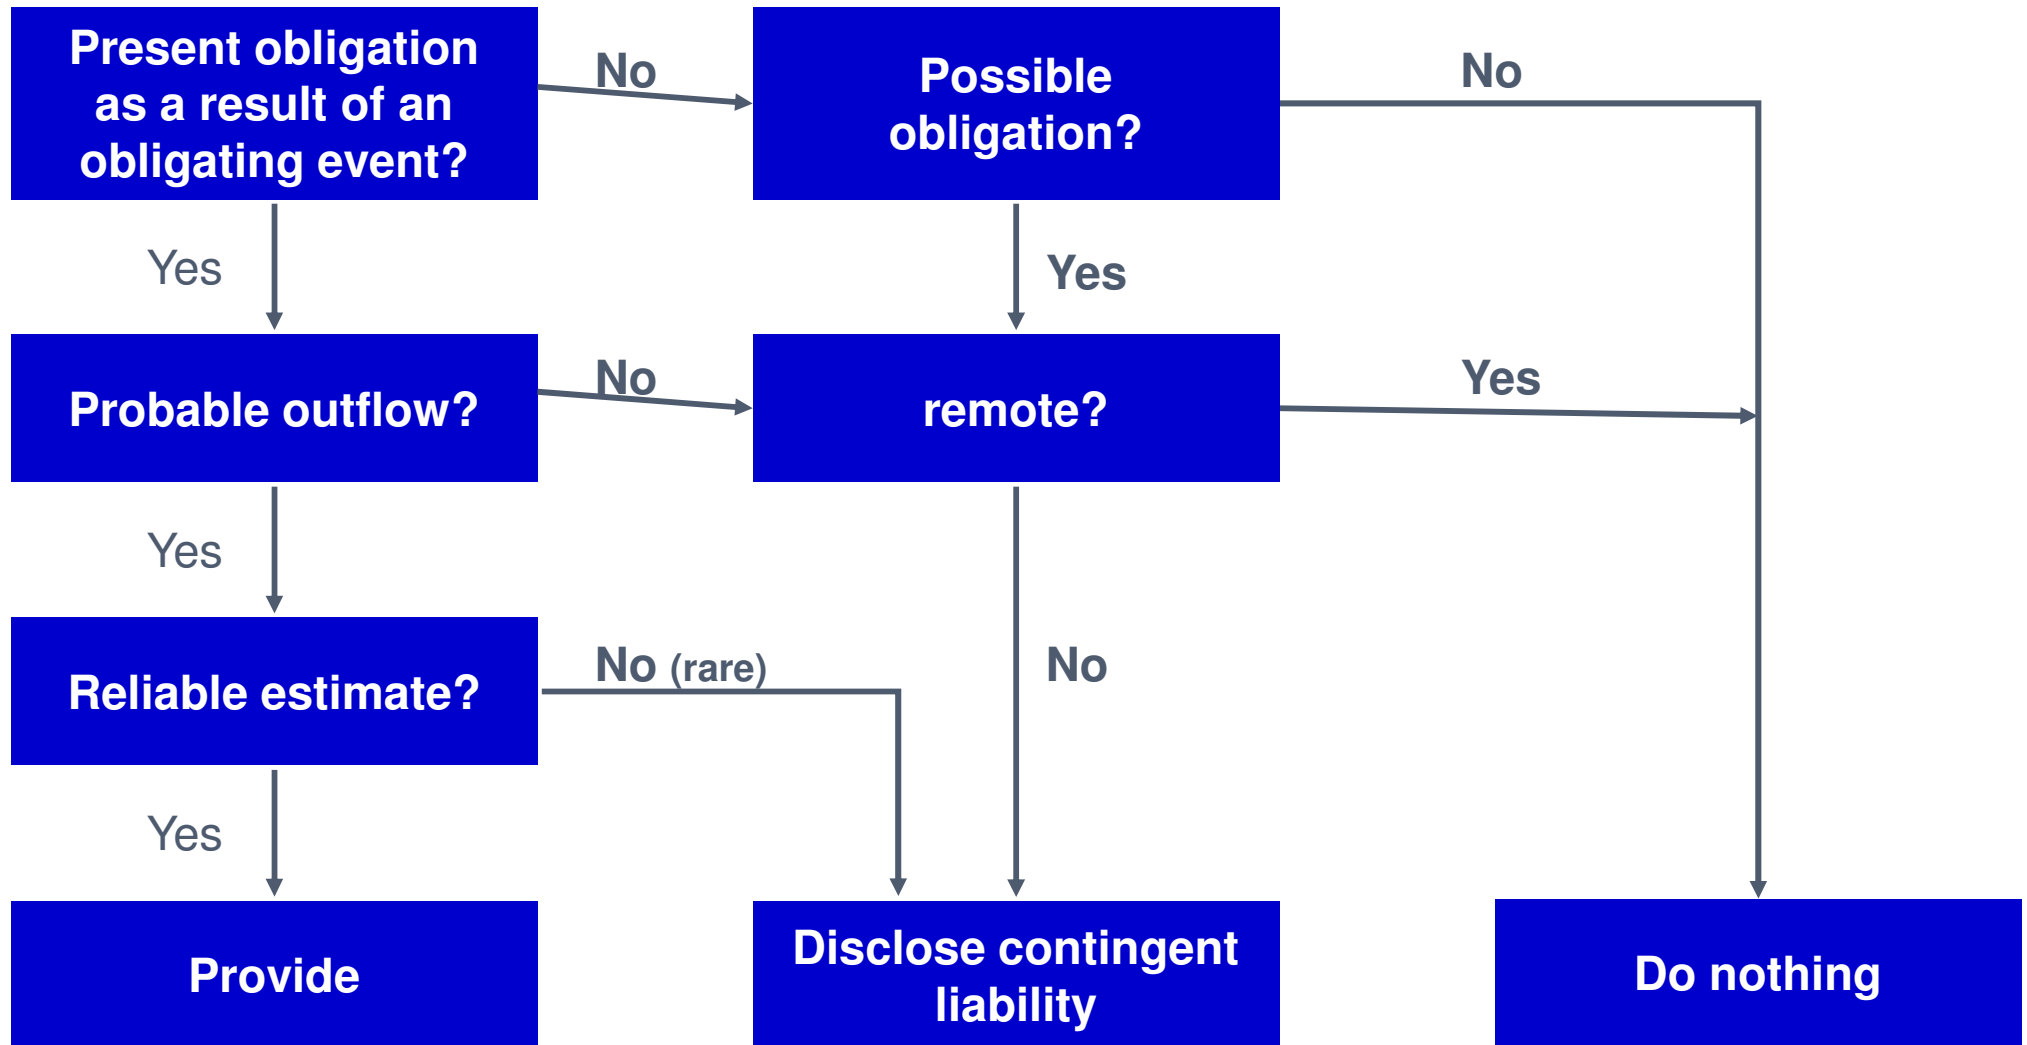 Present obligation
as a result of an
obligating event?
No
Possible
obligation?
No
Yes
Yes
Probable outflow?
No
remote?
Yes
Yes
Reliable estimate?
No (rare)
No
Yes
Provide
Disclose contingent
liability
Do nothing